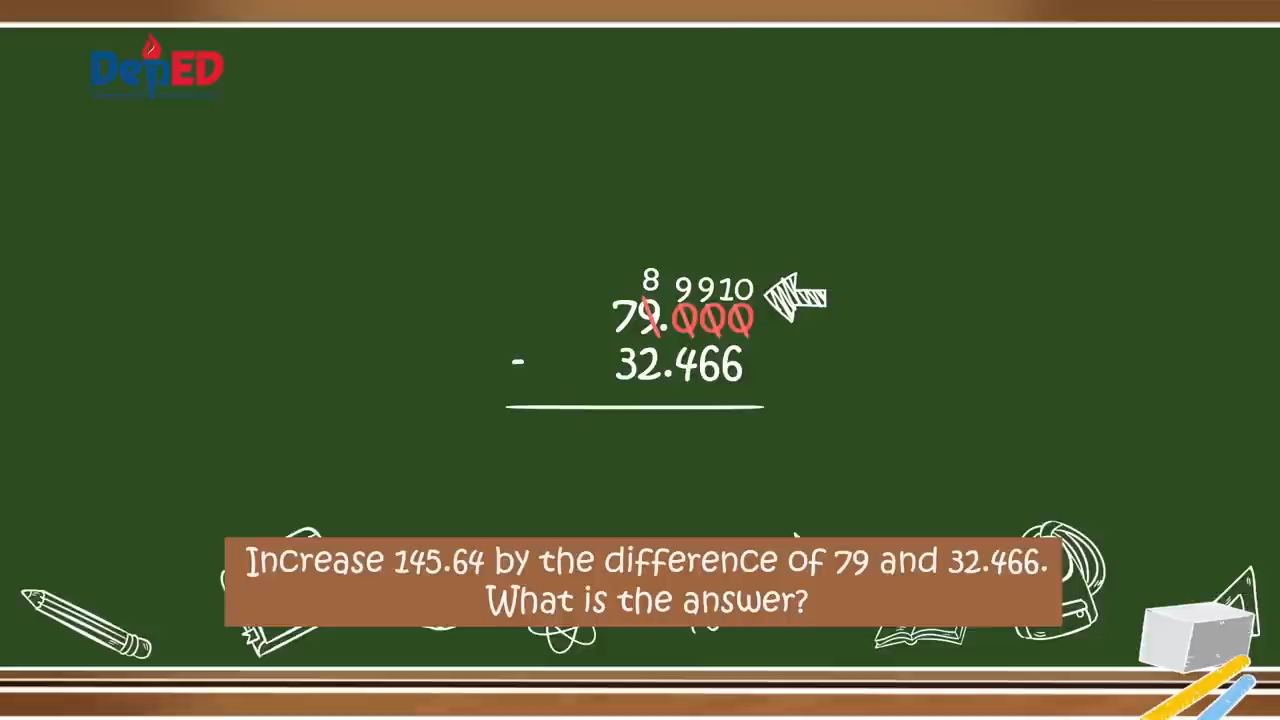 DepED
8 9 9 10
79.000
- 32.466
Increase 145.64 by the difference of 79 and 32.466.
What is the answer?